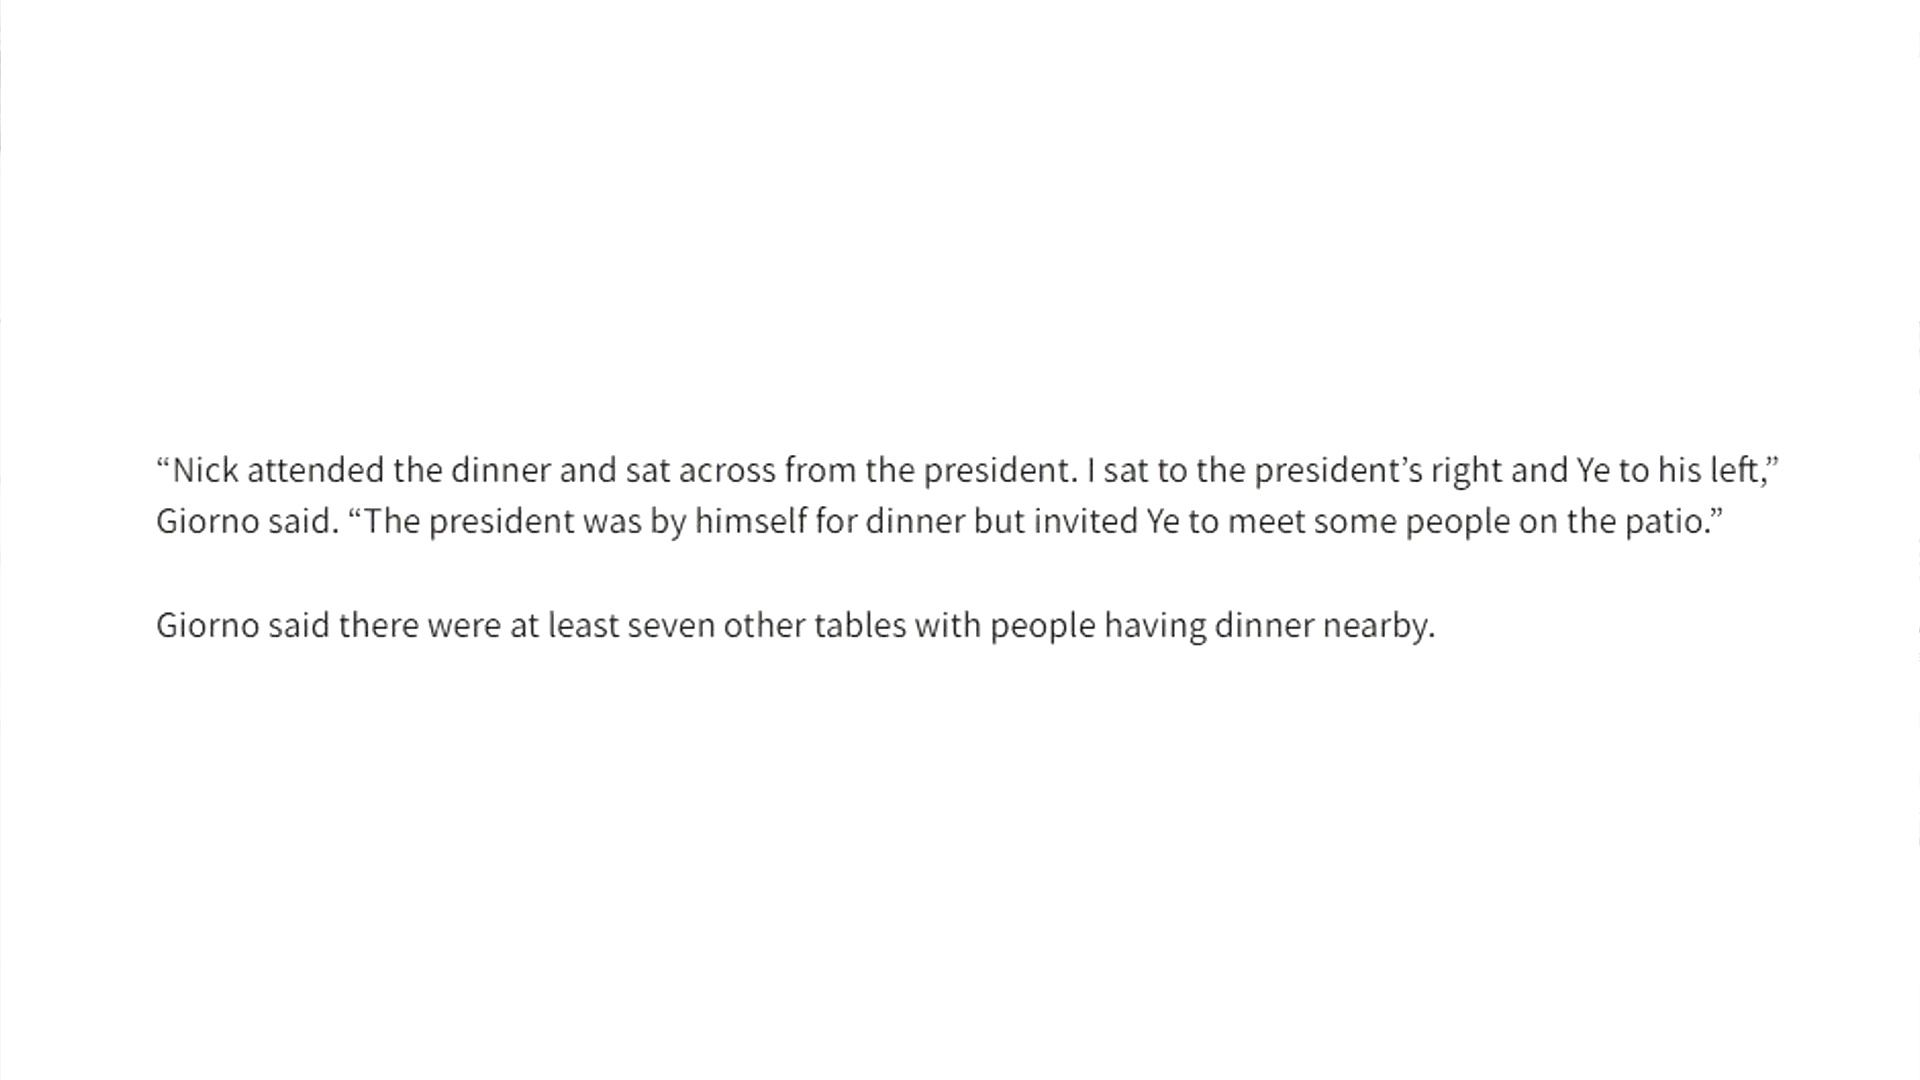 “Nick attended the dinner and sat across from the president. I sat to the president’s right and Ye to his left,”
Giorno said. “The president was by himself for dinner but invited Ye to meet some people on the patio.”
Giorno said there were at least seven other tables with people having dinner nearby.